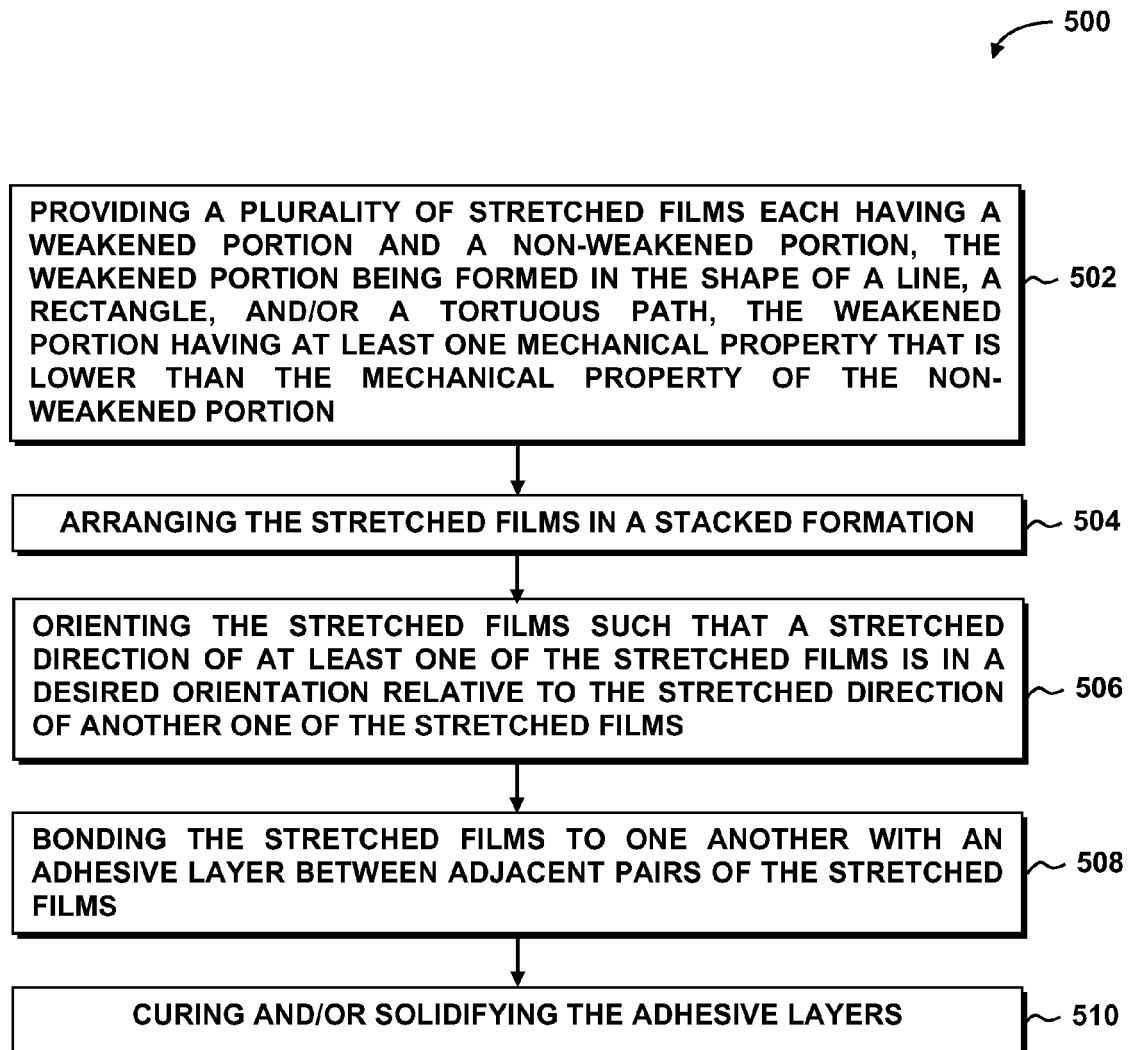 500
PROVIDING A PLURALITY OF STRETCHED FILMS EACH HAVING A
WEAKENED PORTION AND A NON-WEAKENED PORTION, THE
WEAKENED PORTION BEING FORMED IN THE SHAPE OF A LINE, A
RECTANGLE, AND/OR A TORTUOUS PATH, THE WEAKENED
PORTION HAVING AT LEAST ONE MECHANICAL PROPERTY THAT IS
LOWER THAN THE MECHANICAL PROPERTY OF THE NON-
WEAKENED PORTION
502
ARRANGING THE STRETCHED FILMS IN A STACKED FORMATION
504
ORIENTING THE STRETCHED FILMS SUCH THAT A STRETCHED
DIRECTION OF AT LEAST ONE OF THE STRETCHED FILMS IS IN A
DESIRED ORIENTATION RELATIVE TO THE STRETCHED DIRECTION
OF ANOTHER ONE OF THE STRETCHED FILMS
506
BONDING THE STRETCHED FILMS TO ONE ANOTHER WITH AN
ADHESIVE LAYER BETWEEN ADJACENT PAIRS OF THE STRETCHED
FILMS
508
CURING AND/OR SOLIDIFYING THE ADHESIVE LAYERS
510